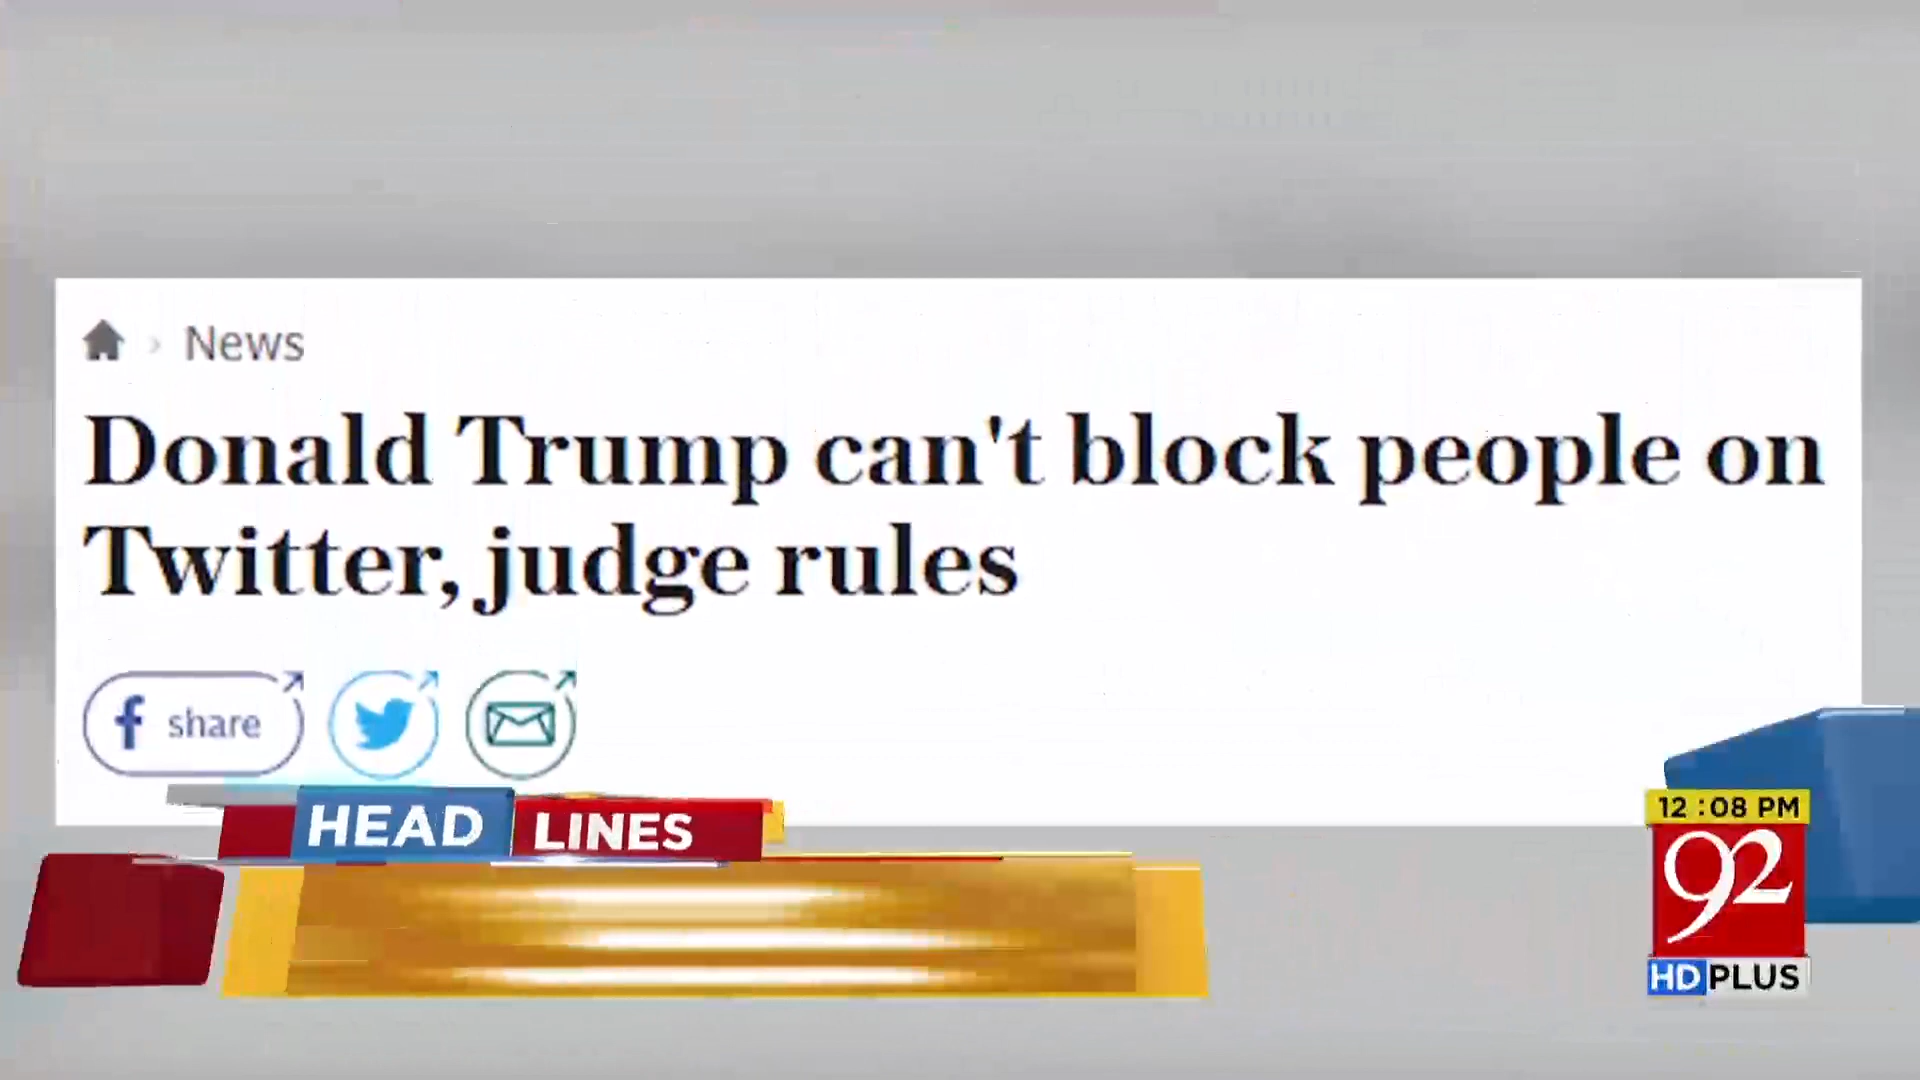 News
Donald Trump can't block people on
Twitter, judge rules
share
HEAD LINES
12 :08 PM
92
HD PLUS